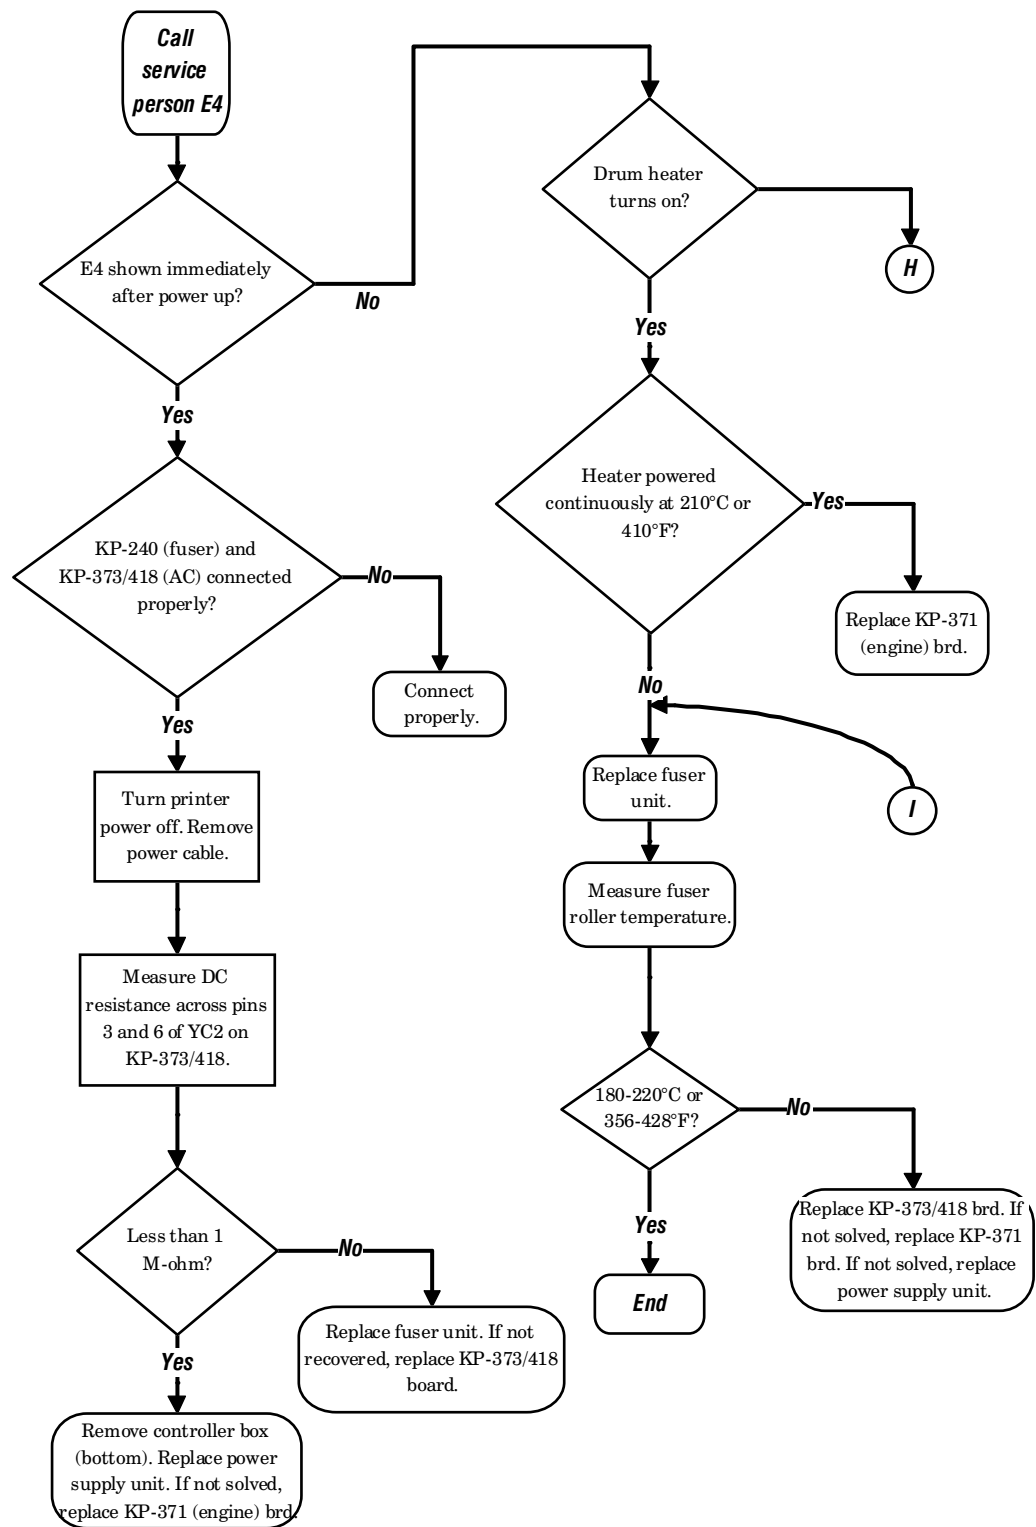 Call
service
person E4
E4 shown immediately
after power up?
No
Yes
KP-240 (fuser) and
KP-373/418 (AC) connected
properly?
No
Connect
properly.
Yes
Turn printer
power off. Remove
power cable.
Measure DC
resistance across pins
3 and 6 of YC2 on
KP-373/418.
Less than 1
M-ohm?
No
Replace fuser unit. If not
recovered, replace KP-373/418
board.
Yes
Remove controller box
(bottom). Replace power
supply unit. If not solved,
replace KP-371 (engine) brd.
Drum heater
turns on?
H
Yes
Heater powered
continuously at 210°C or
410°F?
Yes
Replace KP-371
(engine) brd.
No
I
Replace fuser
unit.
Measure fuser
roller temperature.
180-220°C or
356-428°F?
No
Replace KP-373/418 brd. If
not solved, replace KP-371
brd. If not solved, replace
power supply unit.
Yes
End